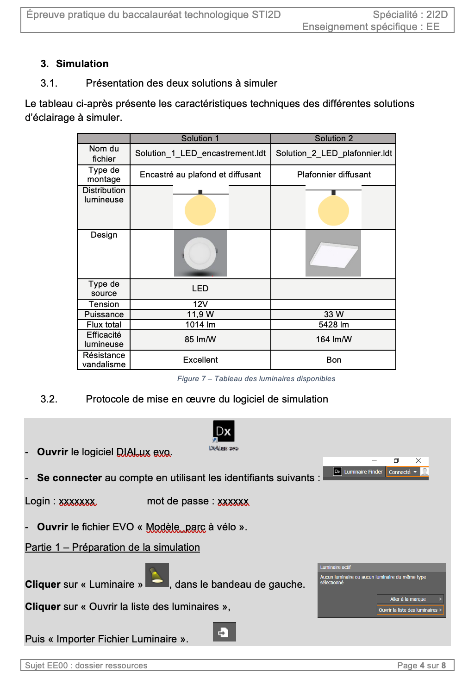 Épreuve pratique du baccalauréat technologique STI2D Spécialité : 2I2D
Enseignement spécifique : EE
3. Simulation
3.1. Présentation des deux solutions à simuler
Le tableau ci-après présente les caractéristiques techniques des différentes solutions
d'éclairage à simuler.
Solution 1 Solution 2
Nom du
fichier
Solution_1_LED_encastrement.ldt Solution_2_LED_plafonnier.ldt
Type de
montage
Encastré au plafond et diffusant Plafonnier diffusant
Distribution
lumineuse
Design
Type de
source
LED
Tension 12V
Puissance 11,9 W 33 W
Flux total 1014 lm 5428 lm
Efficacité
lumineuse
85 lm/W 164 lm/W
Résistance
vandalisme
Excellent Bon
Figure 7 – Tableau des luminaires disponibles
3.2. Protocole de mise en œuvre du logiciel de simulation
Dx
DIALux evo
- Ouvrir le logiciel DIALux evo.
- Se connecter au compte en utilisant les identifiants suivants :
Luminaire Finder Connecté
Login : xxxxxxx. mot de passe : xxxxxx.
- Ouvrir le fichier EVO « Modèle_parc à vélo ».
Partie 1 – Préparation de la simulation
Luminaire actif
Aucun luminaire ou aucun luminaire du même type
sélectionné
Aller à la marque
Ouvrir la liste des luminaires
Cliquer sur « Luminaire » , dans le bandeau de gauche.
Cliquer sur « Ouvrir la liste des luminaires »,
Puis « Importer Fichier Luminaire ».
Sujet EE00 : dossier ressources Page 4 sur 8